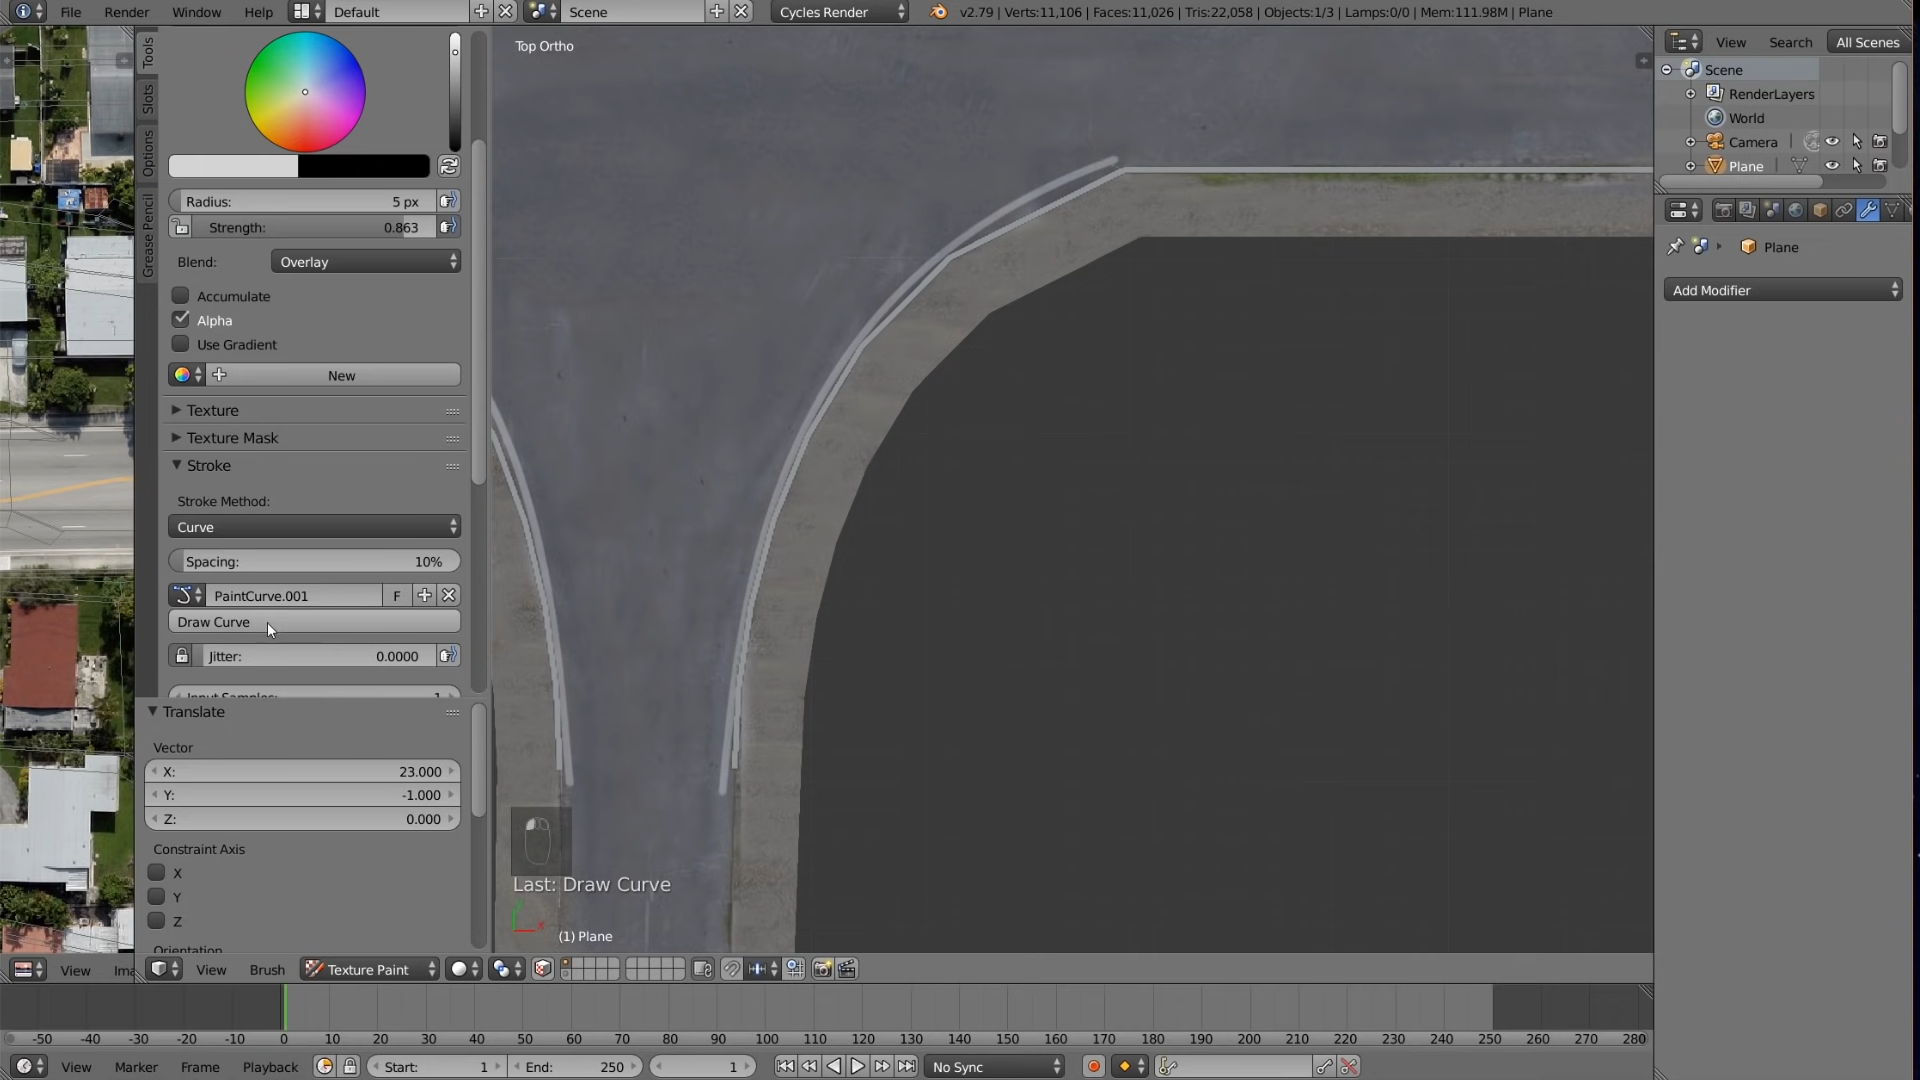 File Render Window Help Default Scene Cycles Render v2.79 | Verts:11,106 | Faces:11,026 | Tris:22,058 | Objects:1/3 | Lamps:0/0 | Mem:111.98M | Plane
Tools
Slots
Options
Grease Pencil
Radius: 5 px
Strength: 0.863
Blend: Overlay
Accumulate
Alpha
Use Gradient
New
Texture
Texture Mask
Stroke
Stroke Method:
Curve
Spacing: 10%
PaintCurve.001 F
Draw Curve
Jitter: 0.0000
Input Samples: 1
Translate
Vector
X: 23.000
Y: -1.000
Z: 0.000
Constraint Axis
X
Y
Z
Orientation
Top Ortho
Last: Draw Curve
(1) Plane
View Search All Scenes
Scene
RenderLayers
World
Camera
Plane
Plane
Add Modifier
View Ima View Brush Texture Paint
-50 -40 -30 -20 -10 0 10 20 30 40 50 60 70 80 90 100 110 120 130 140 150 160 170 180 190 200 210 220 230 240 250 260 270 280
View Marker Frame Playback Start: 1 End: 250 1 No Sync